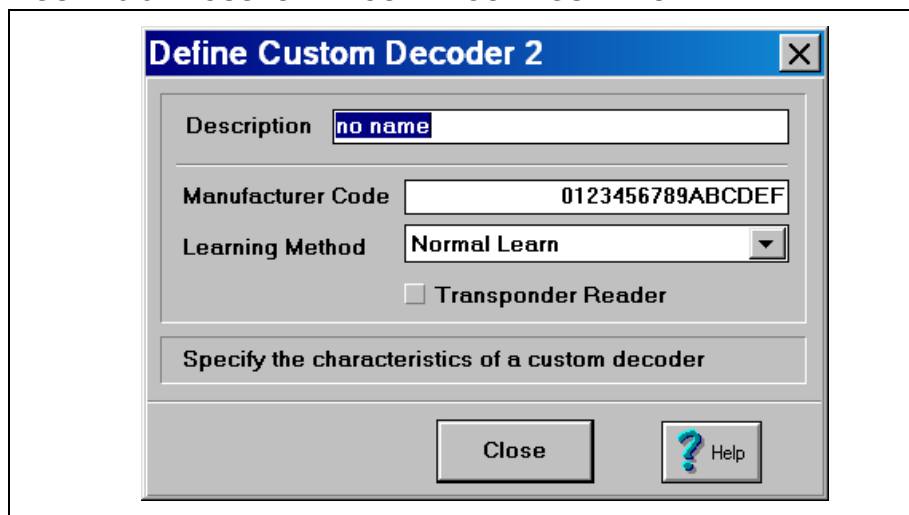 Define Custom Decoder 2
Description no name
Manufacturer Code 0123456789ABCDEF
Learning Method Normal Learn
Transponder Reader
Specify the characteristics of a custom decoder
Close ? Help